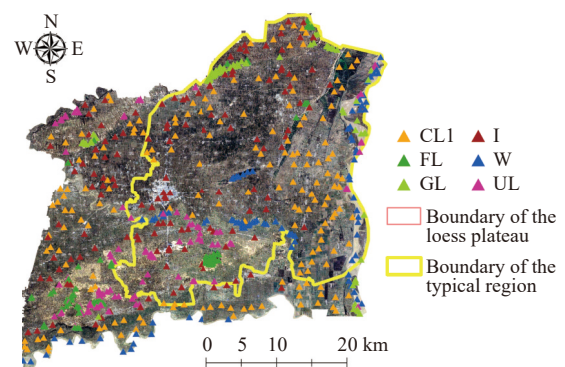 N
W E
S
CL1 I
FL W
GL UL
Boundary of the
loess plateau
Boundary of the
typical region
0 5 10 20 km